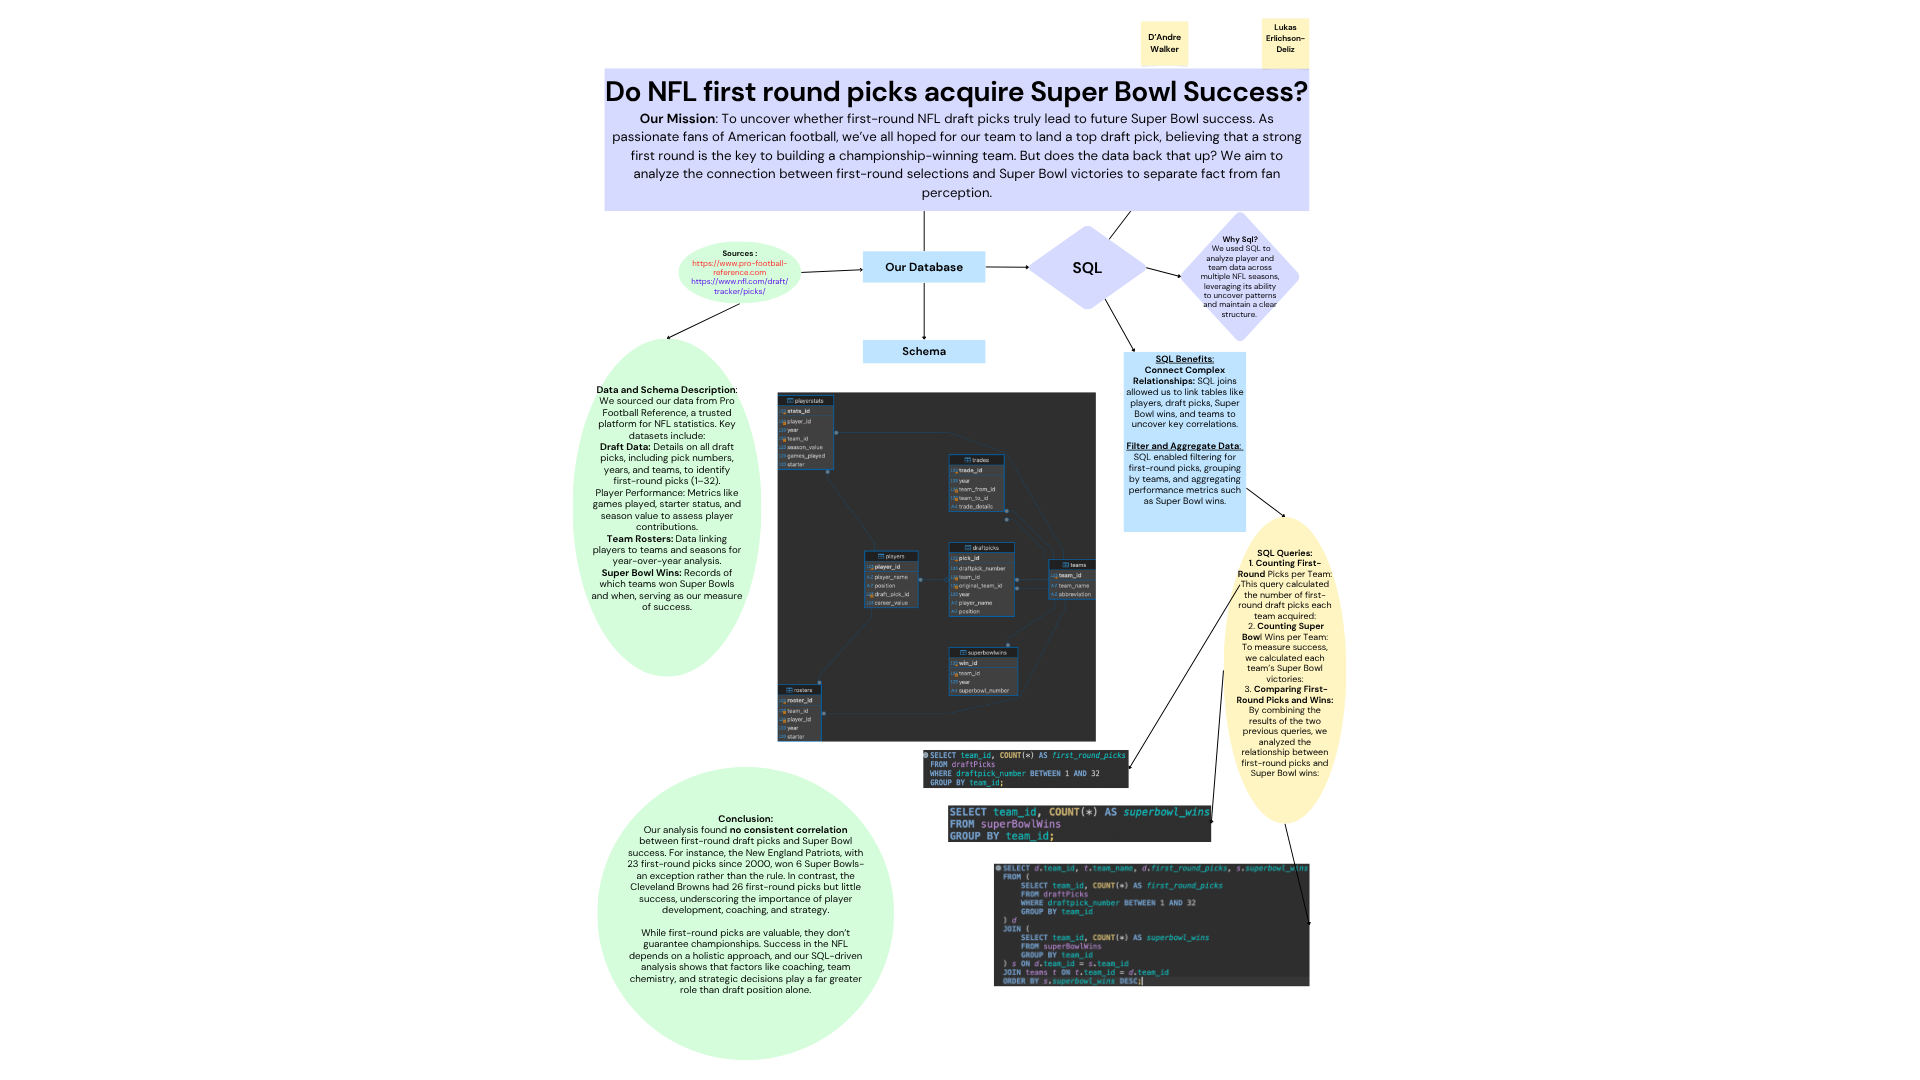 D'Andre
Walker
Lukas
Erlichson-
Deliz
Do NFL first round picks acquire Super Bowl Success?
Our Mission: To uncover whether first-round NFL draft picks truly lead to future Super Bowl success. As
passionate fans of American football, we've all hoped for our team to land a top draft pick, believing that a strong
first round is the key to building a championship-winning team. But does the data back that up? We aim to
analyze the connection between first-round selections and Super Bowl victories to separate fact from fan
perception.
Sources :
https://www.pro-football-
reference.com
https://www.nfl.com/draft/
tracker/picks/
Our Database
SQL
Why Sql?
We used SQL to
analyze player and
team data across
multiple NFL seasons,
leveraging its ability
to uncover patterns
and maintain a clear
structure.
Schema
Data and Schema Description:
We sourced our data from Pro
Football Reference, a trusted
platform for NFL statistics. Key
datasets include:
Draft Data: Details on all draft
picks, including pick numbers,
years, and teams, to identify
first-round picks (1–32).
Player Performance: Metrics like
games played, starter status, and
season value to assess player
contributions.
Team Rosters: Data linking
players to teams and seasons for
year-over-year analysis.
Super Bowl Wins: Records of
which teams won Super Bowls
and when, serving as our measure
of success.
playerstats
stats_id
player_id
year
team_id
season_value
games_played
starter
trades
trade_id
year
team_from_id
team_to_id
trade_details
players
player_id
player_name
position
draft_pick_id
career_value
draftpicks
pick_id
draftpick_number
team_id
original_team_id
year
player_name
position
teams
team_id
team_name
abbreviation
superbowlwins
win_id
team_id
year
superbowl_number
rosters
roster_id
team_id
player_id
year
starter
SQL Benefits:
Connect Complex
Relationships: SQL joins
allowed us to link tables like
players, draft picks, Super
Bowl wins, and teams to
uncover key correlations.
Filter and Aggregate Data:
SQL enabled filtering for
first-round picks, grouping
by teams, and aggregating
performance metrics such
as Super Bowl wins.
SQL Queries:
1. Counting First-
Round Picks per Team:
This query calculated
the number of first-
round draft picks each
team acquired:
2. Counting Super
Bowl Wins per Team:
To measure success,
we calculated each
team's Super Bowl
victories:
3. Comparing First-
Round Picks and Wins:
By combining the
results of the two
previous queries, we
analyzed the
relationship between
first-round picks and
Super Bowl wins:
SELECT team_id, COUNT(*) AS first_round_picks
FROM draftPicks
WHERE draftpick_number BETWEEN 1 AND 32
GROUP BY team_id;
SELECT team_id, COUNT(*) AS superbowl_wins
FROM superBowlWins
GROUP BY team_id;
SELECT d.team_id, t.team_name, d.first_round_picks, s.superbowl_wins
FROM (
SELECT team_id, COUNT(*) AS first_round_picks
FROM draftPicks
WHERE draftpick_number BETWEEN 1 AND 32
GROUP BY team_id
) d
JOIN (
SELECT team_id, COUNT(*) AS superbowl_wins
FROM superBowlWins
GROUP BY team_id
) s ON d.team_id = s.team_id
JOIN teams t ON t.team_id = d.team_id
ORDER BY s.superbowl_wins DESC;
Conclusion:
Our analysis found no consistent correlation
between first-round draft picks and Super Bowl
success. For instance, the New England Patriots, with
23 first-round picks since 2000, won 6 Super Bowls-
an exception rather than the rule. In contrast, the
Cleveland Browns had 26 first-round picks but little
success, underscoring the importance of player
development, coaching, and strategy.
While first-round picks are valuable, they don't
guarantee championships. Success in the NFL
depends on a holistic approach, and our SQL-driven
analysis shows that factors like coaching, team
chemistry, and strategic decisions play a far greater
role than draft position alone.